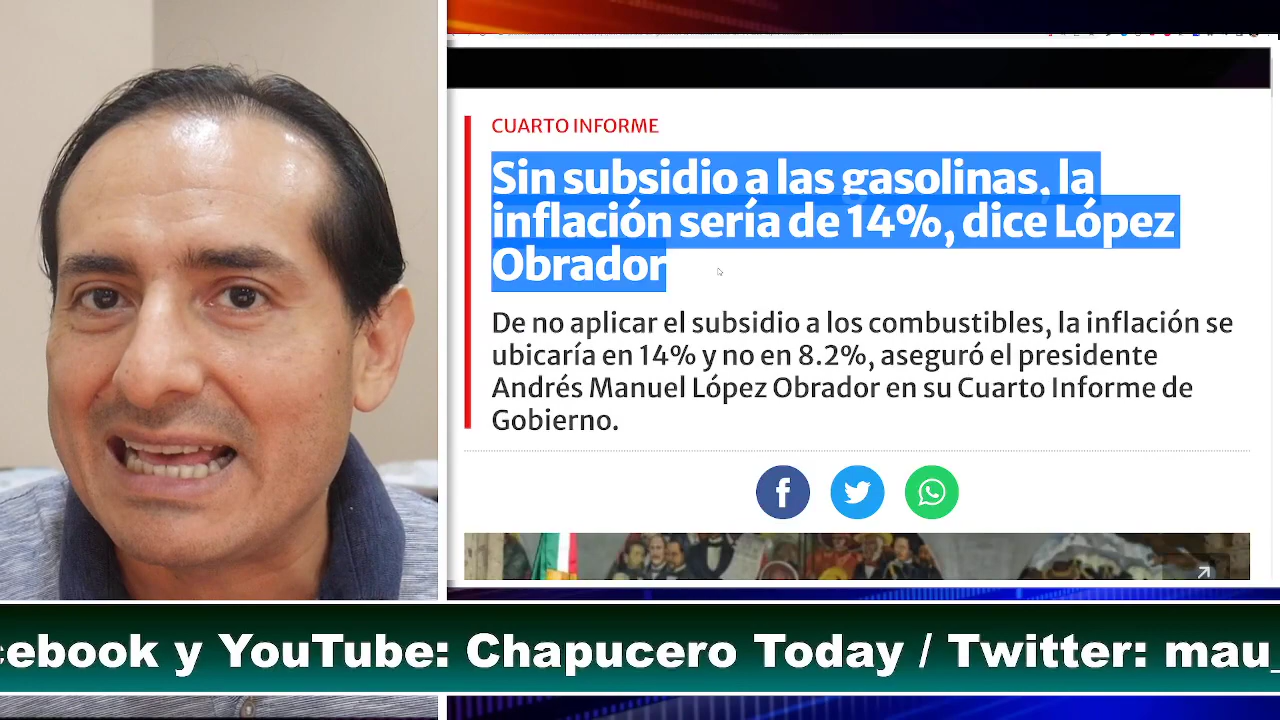 CUARTO INFORME
Sin subsidio a las gasolinas, la
inflación sería de 14%, dice López
Obrador
De no aplicar el subsidio a los combustibles, la inflación se
ubicaría en 14% y no en 8.2%, aseguró el presidente
Andrés Manuel López Obrador en su Cuarto Informe de
Gobierno.
cebook y YouTube: Chapucero Today / Twitter: mau_